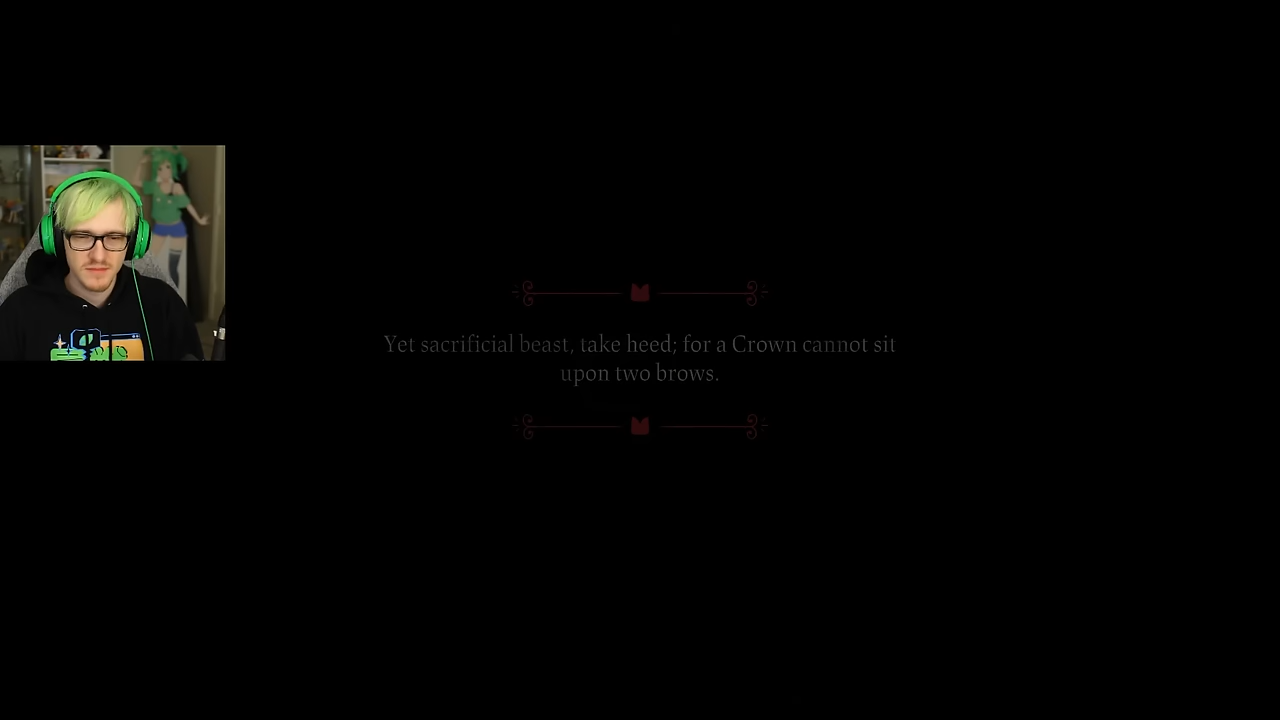 Yet sacrificial beast, take heed; for a Crown cannot sit
upon two brows.